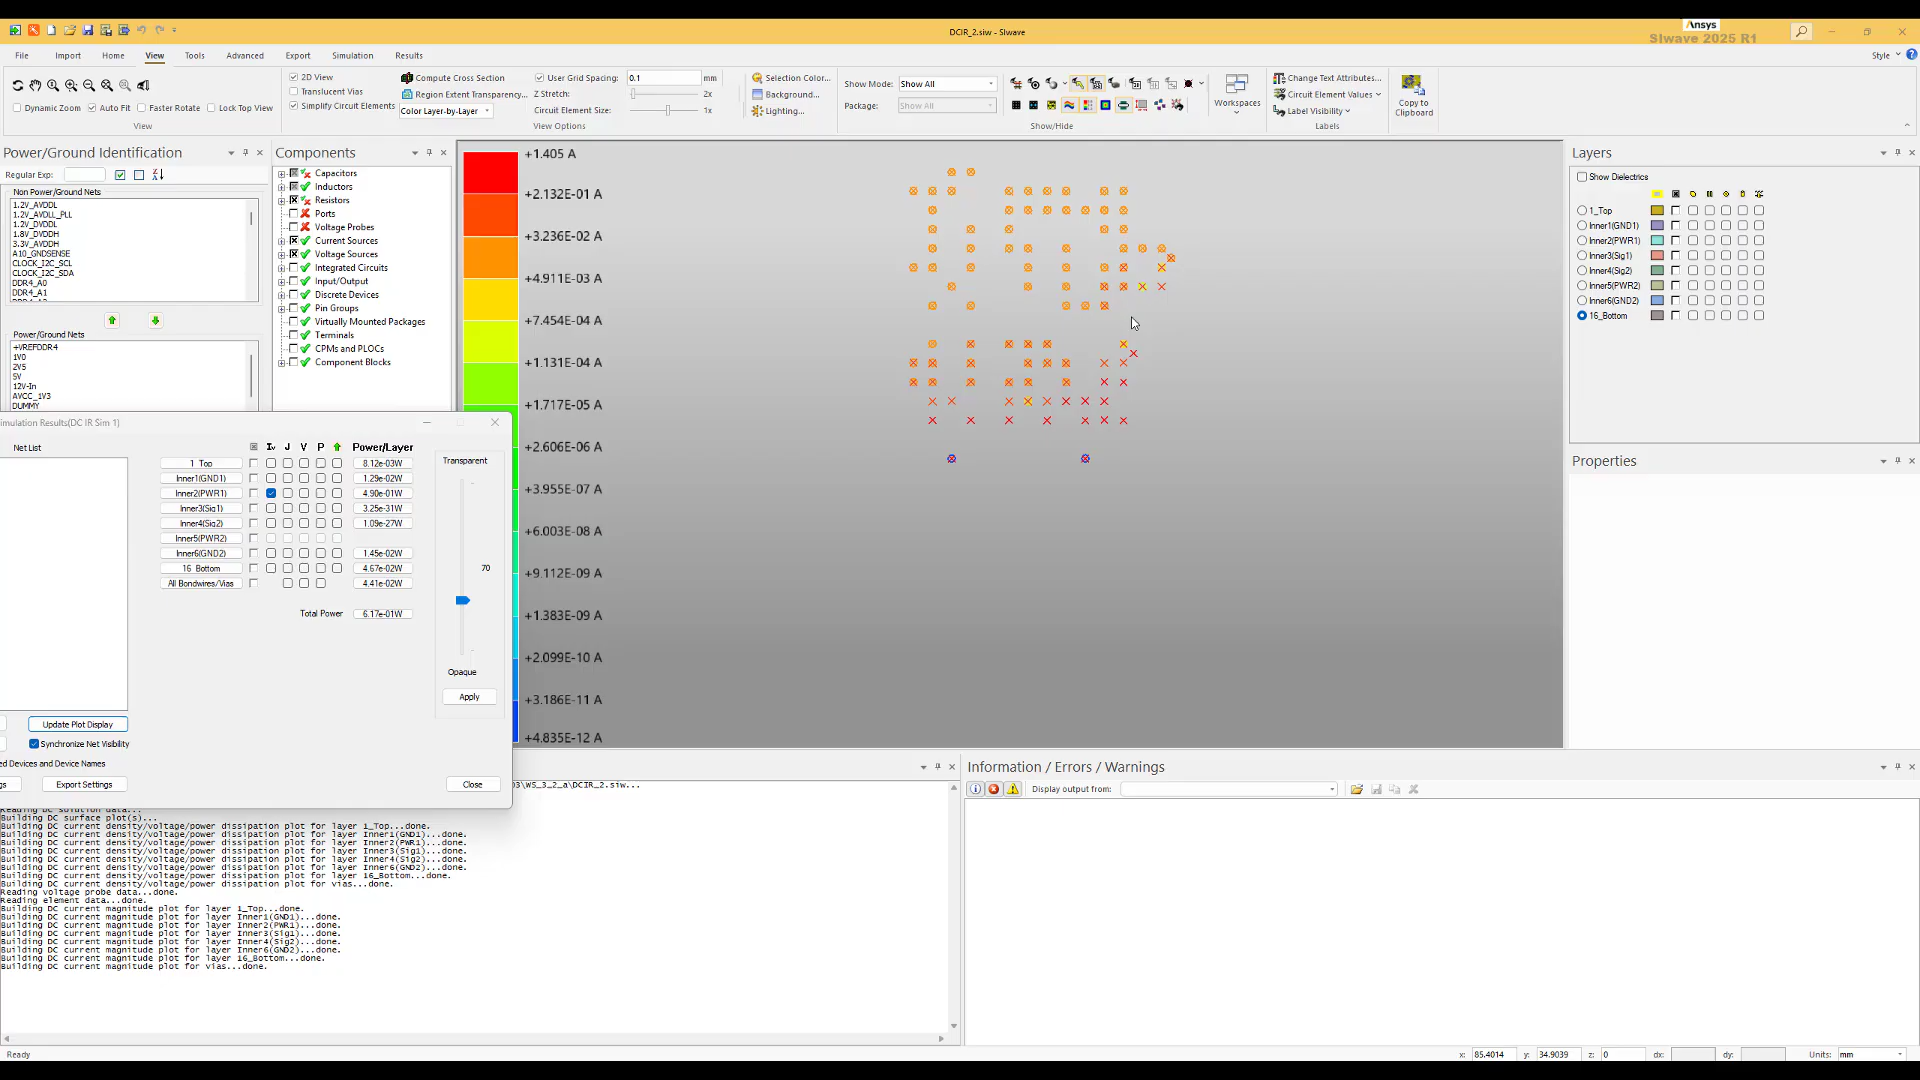 DCIR_2.siw - SIwave
Ansys
SIwave 2025 R1
File Import Home View Tools Advanced Export Simulation Results
Style
Dynamic Zoom Auto Fit Faster Rotate Lock Top View
View
2D View
Translucent Vias
Simplify Circuit Elements
Compute Cross Section
Region Extent Transparency...
Color Layer-by-Layer
User Grid Spacing: 0.1 mm
Z Stretch: 2x
Circuit Element Size: 1x
View Options
Selection Color...
Background...
Lighting...
Show Mode: Show All
Package: Show All
Show/Hide
Workspaces
Change Text Attributes...
Circuit Element Values
Label Visibility
Labels
Copy to
Clipboard
Power/Ground Identification
Regular Exp:
Non Power/Ground Nets
1.2V_AVDDL
1.2V_AVDLL_PLL
1.2V_DVDDL
1.8V_DVDDH
3.3V_AVDDH
A10_GNDSENSE
CLOCK_I2C_SCL
CLOCK_I2C_SDA
DDR4_A0
DDR4_A1
Power/Ground Nets
+VREFDDR4
1V0
2V5
5V
12V-In
AVCC_1V3
DUMMY
Components
Capacitors
Inductors
Resistors
Ports
Voltage Probes
Current Sources
Voltage Sources
Integrated Circuits
Input/Output
Discrete Devices
Pin Groups
Virtually Mounted Packages
Terminals
CPMs and PLOCs
Component Blocks
+1.405 A
+2.132E-01 A
+3.236E-02 A
+4.911E-03 A
+7.454E-04 A
+1.131E-04 A
+1.717E-05 A
+2.606E-06 A
+3.955E-07 A
+6.003E-08 A
+9.112E-09 A
+1.383E-09 A
+2.099E-10 A
+3.186E-11 A
+4.835E-12 A
Layers
Show Dielectrics
1_Top
Inner1(GND1)
Inner2(PWR1)
Inner3(Sig1)
Inner4(Sig2)
Inner5(PWR2)
Inner6(GND2)
16_Bottom
Properties
imulation Results(DC IR Sim 1)
Net List
Iv J V P Power/Layer
1_Top 8.12e-03W
Inner1(GND1) 1.29e-02W
Inner2(PWR1) 4.90e-01W
Inner3(Sig1) 3.25e-31W
Inner4(Sig2) 1.09e-27W
Inner5(PWR2)
Inner6(GND2) 1.45e-02W
16_Bottom 4.67e-02W
All Bondwires/Vias 4.41e-02W
Total Power 6.17e-01W
Transparent
70
Opaque
Apply
Update Plot Display
Synchronize Net Visibility
ed Devices and Device Names
gs Export Settings Close
03\WS_3_2_a\DCIR_2.siw...
Reading DC solution data...
Building DC surface plot(s)...
Building DC current density/voltage/power dissipation plot for layer 1_Top...done.
Building DC current density/voltage/power dissipation plot for layer Inner1(GND1)...done.
Building DC current density/voltage/power dissipation plot for layer Inner2(PWR1)...done.
Building DC current density/voltage/power dissipation plot for layer Inner3(Sig1)...done.
Building DC current density/voltage/power dissipation plot for layer Inner4(Sig2)...done.
Building DC current density/voltage/power dissipation plot for layer Inner6(GND2)...done.
Building DC current density/voltage/power dissipation plot for layer 16_Bottom...done.
Building DC current density/voltage/power dissipation plot for vias...done.
Reading voltage probe data...done.
Reading element data...done.
Building DC current magnitude plot for layer 1_Top...done.
Building DC current magnitude plot for layer Inner1(GND1)...done.
Building DC current magnitude plot for layer Inner2(PWR1)...done.
Building DC current magnitude plot for layer Inner3(Sig1)...done.
Building DC current magnitude plot for layer Inner4(Sig2)...done.
Building DC current magnitude plot for layer Inner6(GND2)...done.
Building DC current magnitude plot for layer 16_Bottom...done.
Building DC current magnitude plot for vias...done.
Information / Errors / Warnings
Display output from:
Ready
x: 85.4014 y: 34.9039 z: 0 dx: dy: Units: mm